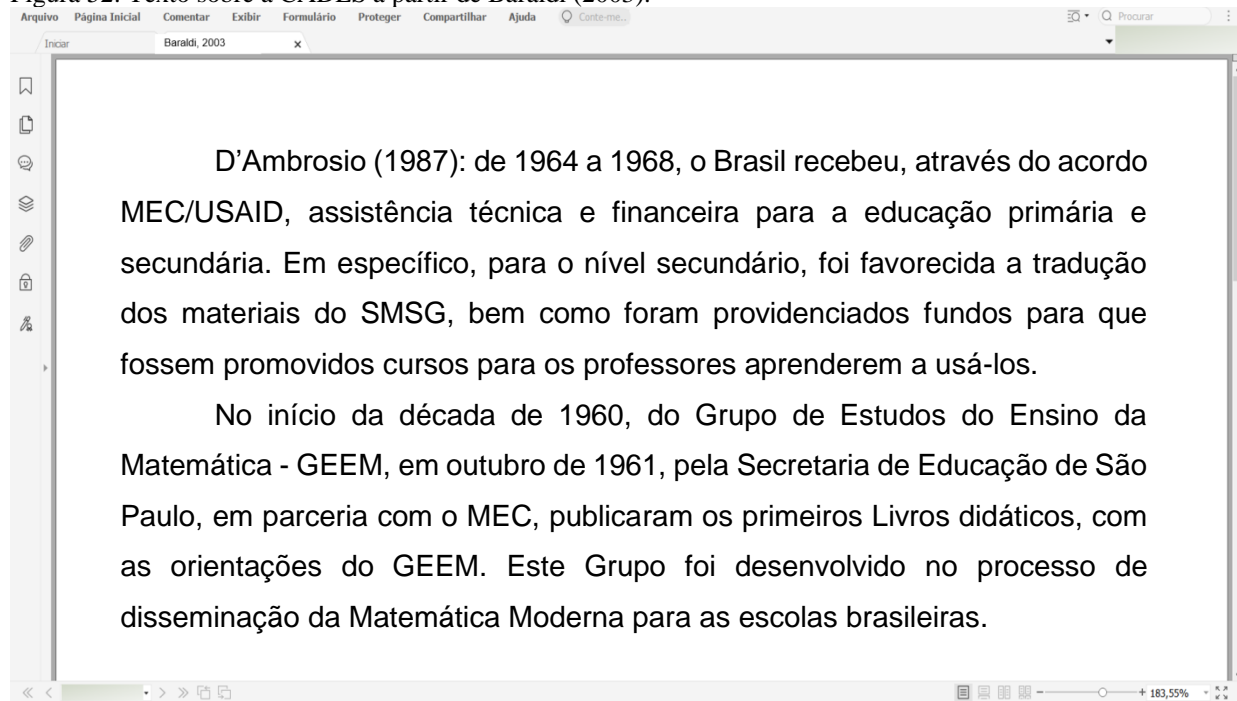 Figura 32: Texto sobre a CADES a partir de Baraldi (2003).
Arquivo Página Inicial Comentar Exibir Formulário Proteger Compartilhar Ajuda Conte-me... Procurar
Iniciar Baraldi, 2003 x
D’Ambrosio (1987): de 1964 a 1968, o Brasil recebeu, através do acordo
MEC/USAID, assistência técnica e financeira para a educação primária e
secundária. Em específico, para o nível secundário, foi favorecida a tradução
dos materiais do SMSG, bem como foram providenciados fundos para que
fossem promovidos cursos para os professores aprenderem a usá-los.
No início da década de 1960, do Grupo de Estudos do Ensino da
Matemática - GEEM, em outubro de 1961, pela Secretaria de Educação de São
Paulo, em parceria com o MEC, publicaram os primeiros Livros didáticos, com
as orientações do GEEM. Este Grupo foi desenvolvido no processo de
disseminação da Matemática Moderna para as escolas brasileiras.
183,55%